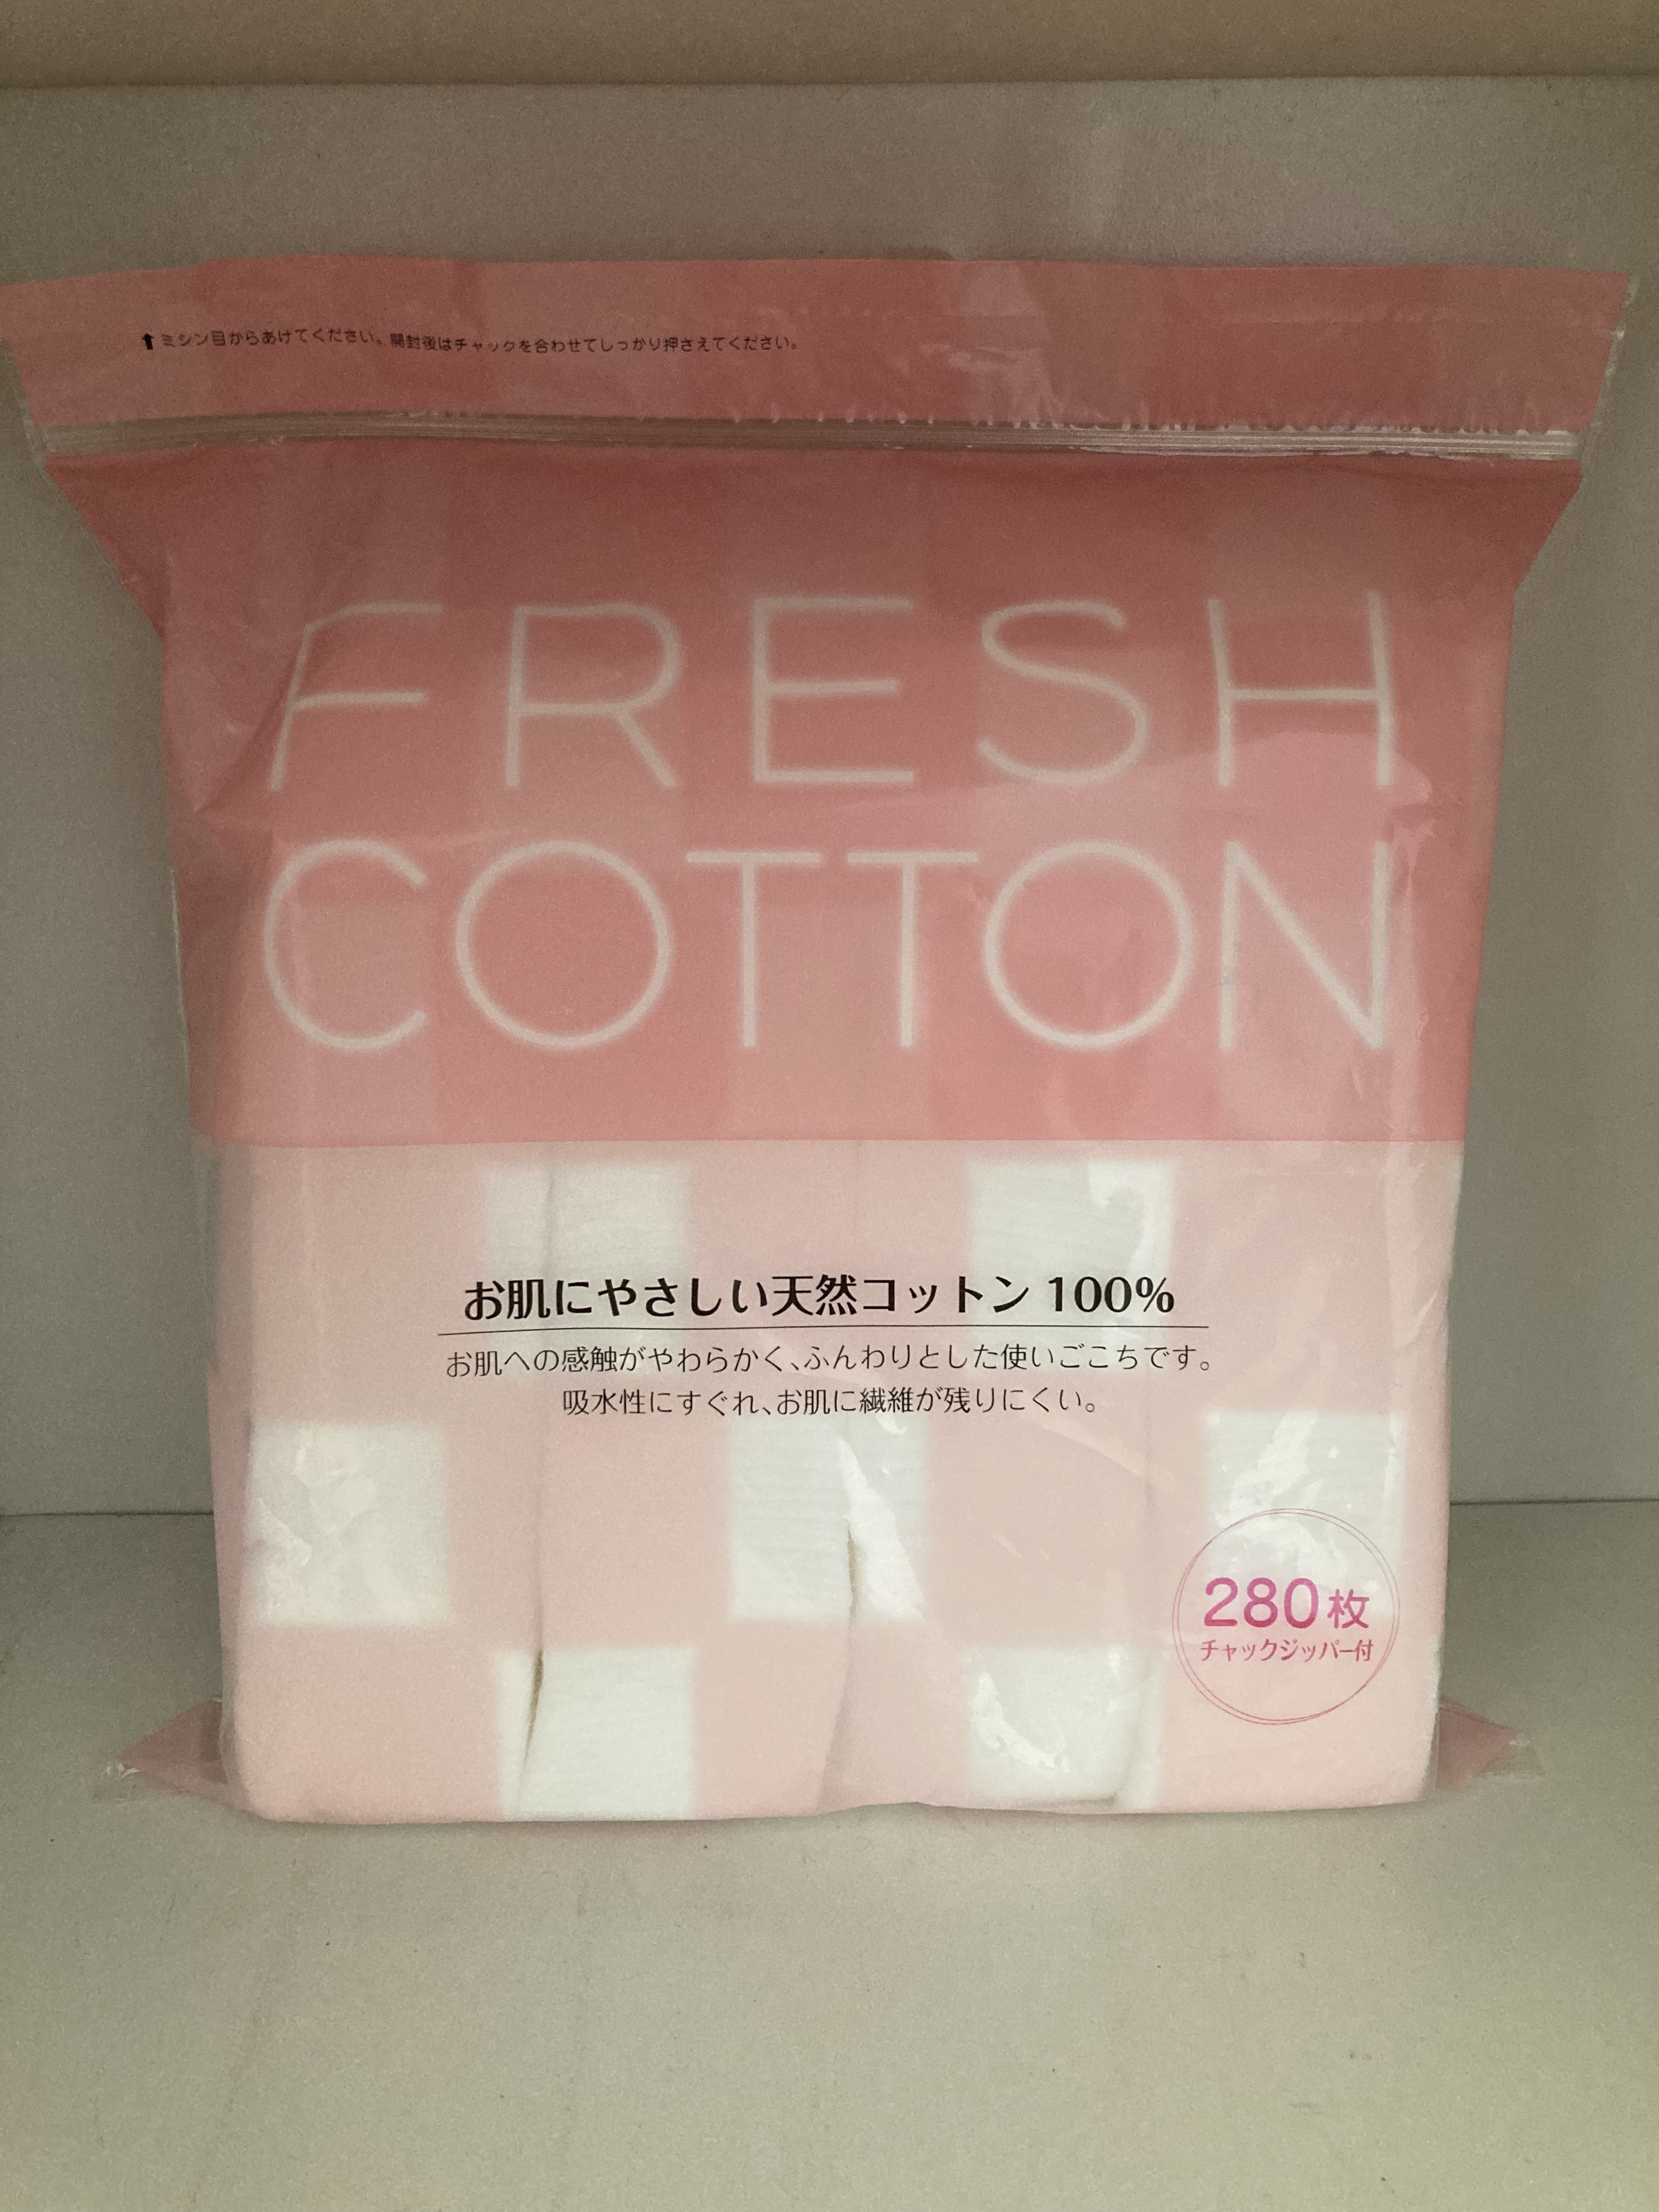 ⬆ミシン目からあけてください。開封後はチャックを合わせてしっかり押さえてください。
FRESH
COTTON
お肌にやさしい天然コットン 100%
お肌への感触がやわらかく、ふんわりとした使いごこちです。
吸水性にすぐれ、お肌に繊維が残りにくい。
280枚
チャックジッパー付